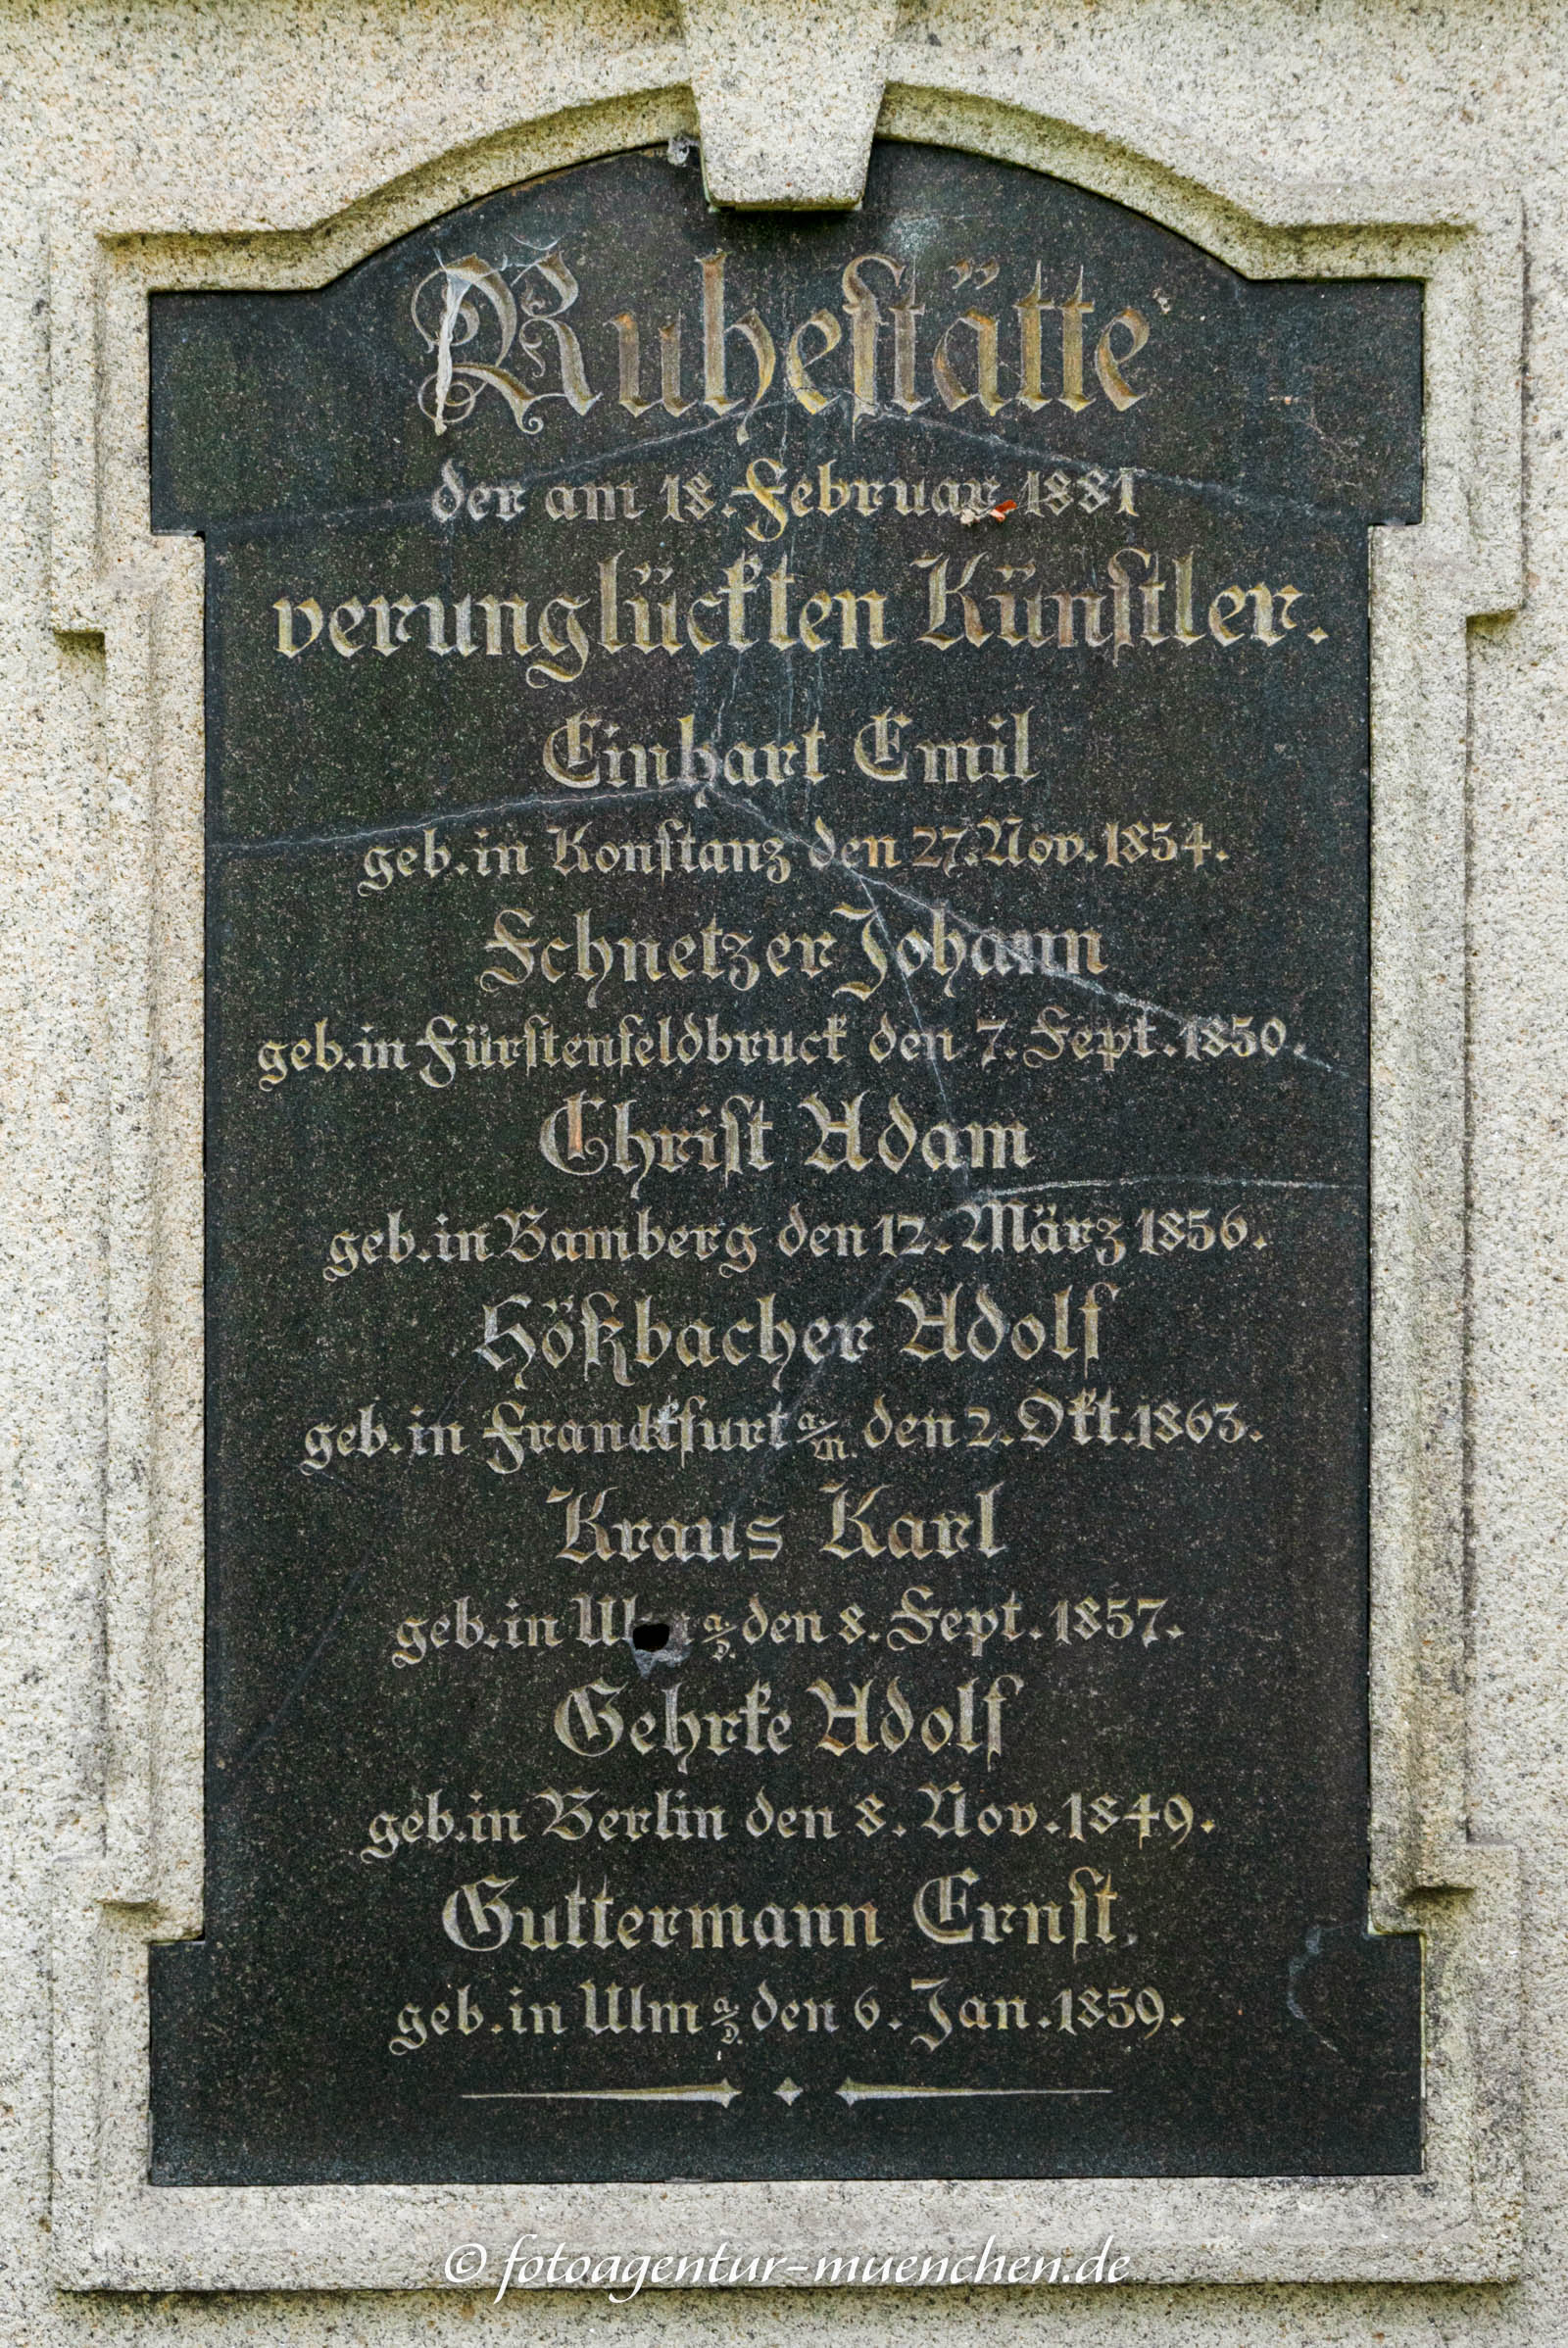 Ruhestätte
der am 18. Februar 1881
verunglückten Künstler.
Einhart Emil
geb. in Konstanz den 27. Nov. 1854.
Schnetzer Johann
geb. in Fürstenfeldbruck den 7. Sept. 1850.
Christ Adam
geb. in Bamberg den 12. März 1856.
Hößbacher Adolf
geb. in Franckfurt a/m. den 2. Okt. 1863.
Kraus Karl
geb. in a/D. den 8. Sept. 1857.
Gehrke Adolf
geb. in Berlin den 8. Nov. 1849.
Guttermann Ernst.
geb. in Ulm a/D. den 6. Jan. 1859.
© fotoagentur-muenchen.de